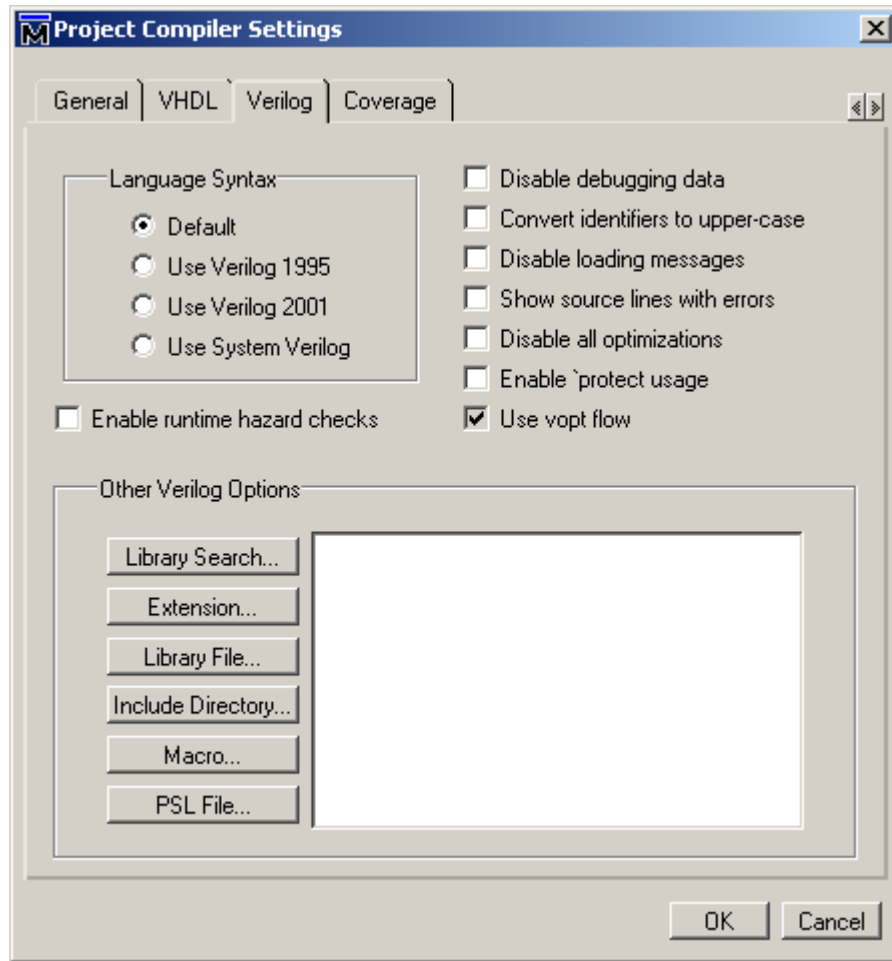 Project Compiler Settings
General VHDL Verilog Coverage
Language Syntax
Default
Use Verilog 1995
Use Verilog 2001
Use System Verilog
Enable runtime hazard checks
Disable debugging data
Convert identifiers to upper-case
Disable loading messages
Show source lines with errors
Disable all optimizations
Enable `protect usage
Use vopt flow
Other Verilog Options
Library Search...
Extension...
Library File...
Include Directory...
Macro...
PSL File...
OK Cancel